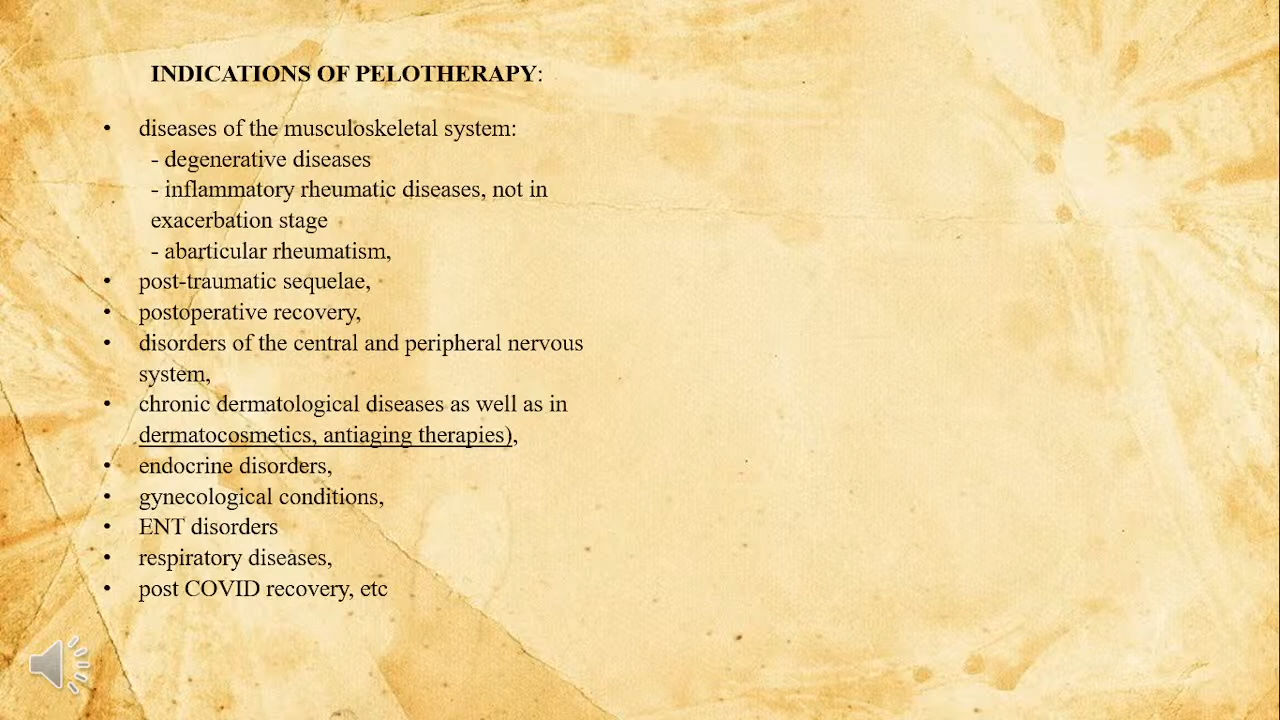 INDICATIONS OF PELOTHERAPY:
• diseases of the musculoskeletal system:
- degenerative diseases
- inflammatory rheumatic diseases, not in
exacerbation stage
- abarticular rheumatism,
• post-traumatic sequelae,
• postoperative recovery,
• disorders of the central and peripheral nervous
system,
• chronic dermatological diseases as well as in
dermatocosmetics, antiaging therapies),
• endocrine disorders,
• gynecological conditions,
• ENT disorders
• respiratory diseases,
• post COVID recovery, etc